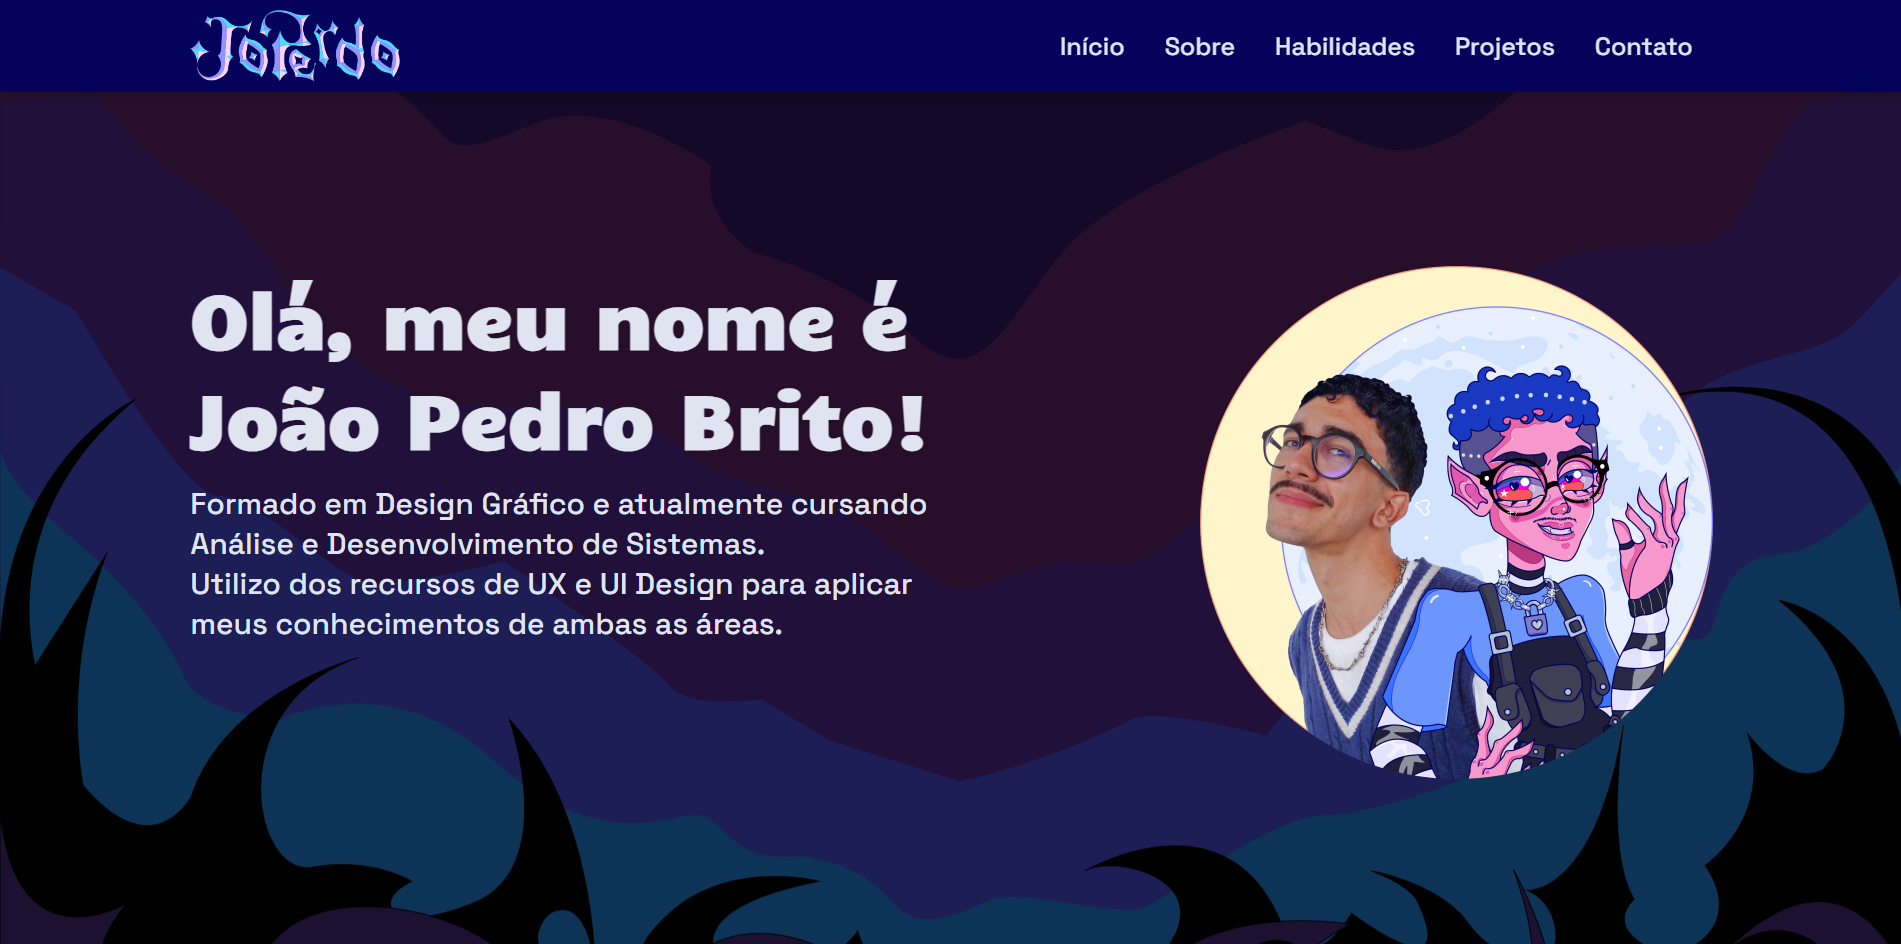 JoPerdo
Início Sobre Habilidades Projetos Contato
Olá, meu nome é
João Pedro Brito!
Formado em Design Gráfico e atualmente cursando
Análise e Desenvolvimento de Sistemas.
Utilizo dos recursos de UX e UI Design para aplicar
meus conhecimentos de ambas as áreas.